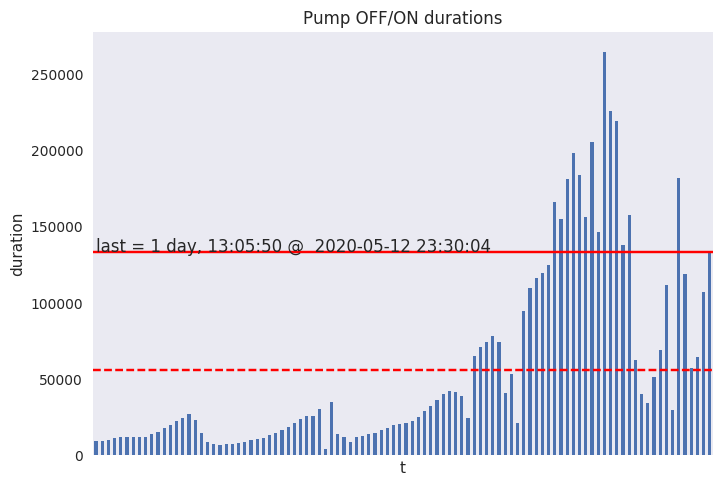 Pump OFF/ON durations
250000
200000
150000
100000
50000
0
duration
last = 1 day, 13:05:50 @  2020-05-12 23:30:04
t